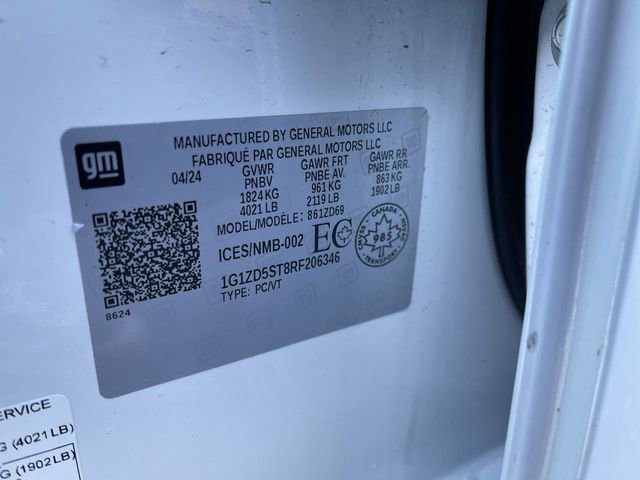 gm
MANUFACTURED BY GENERAL MOTORS LLC
FABRIQUÉ PAR GENERAL MOTORS LLC
04/24
GVWR
PNBV
1824 KG
4021 LB
GAWR FRT
PNBE AV.
961 KG
2119 LB
GAWR RR
PNBE ARR.
863 KG
1902 LB
MODEL/MODÈLE: 861ZD69
ICES/NMB-002
EC
CANADA
985
CMVSS
NSVAC
1G1ZD5ST8RF206346
TYPE: PC/VT
8624
ERVICE
G (4021 LB)
G (1902 LB)